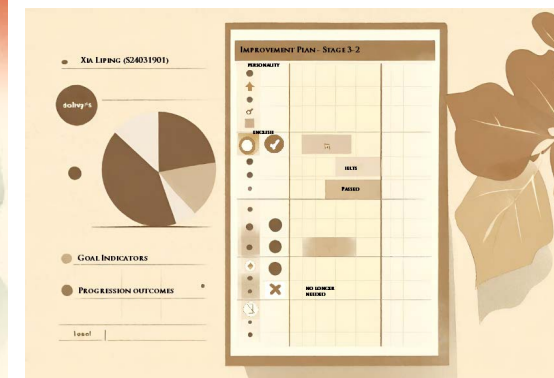 Xia Liping (S24031901)
Goal Indicators
Progression outcomes
Improvement Plan - Stage 3-2
PERSONALITY
ENGLISH
IELTS
Passed
NO LONGER
NEEDED